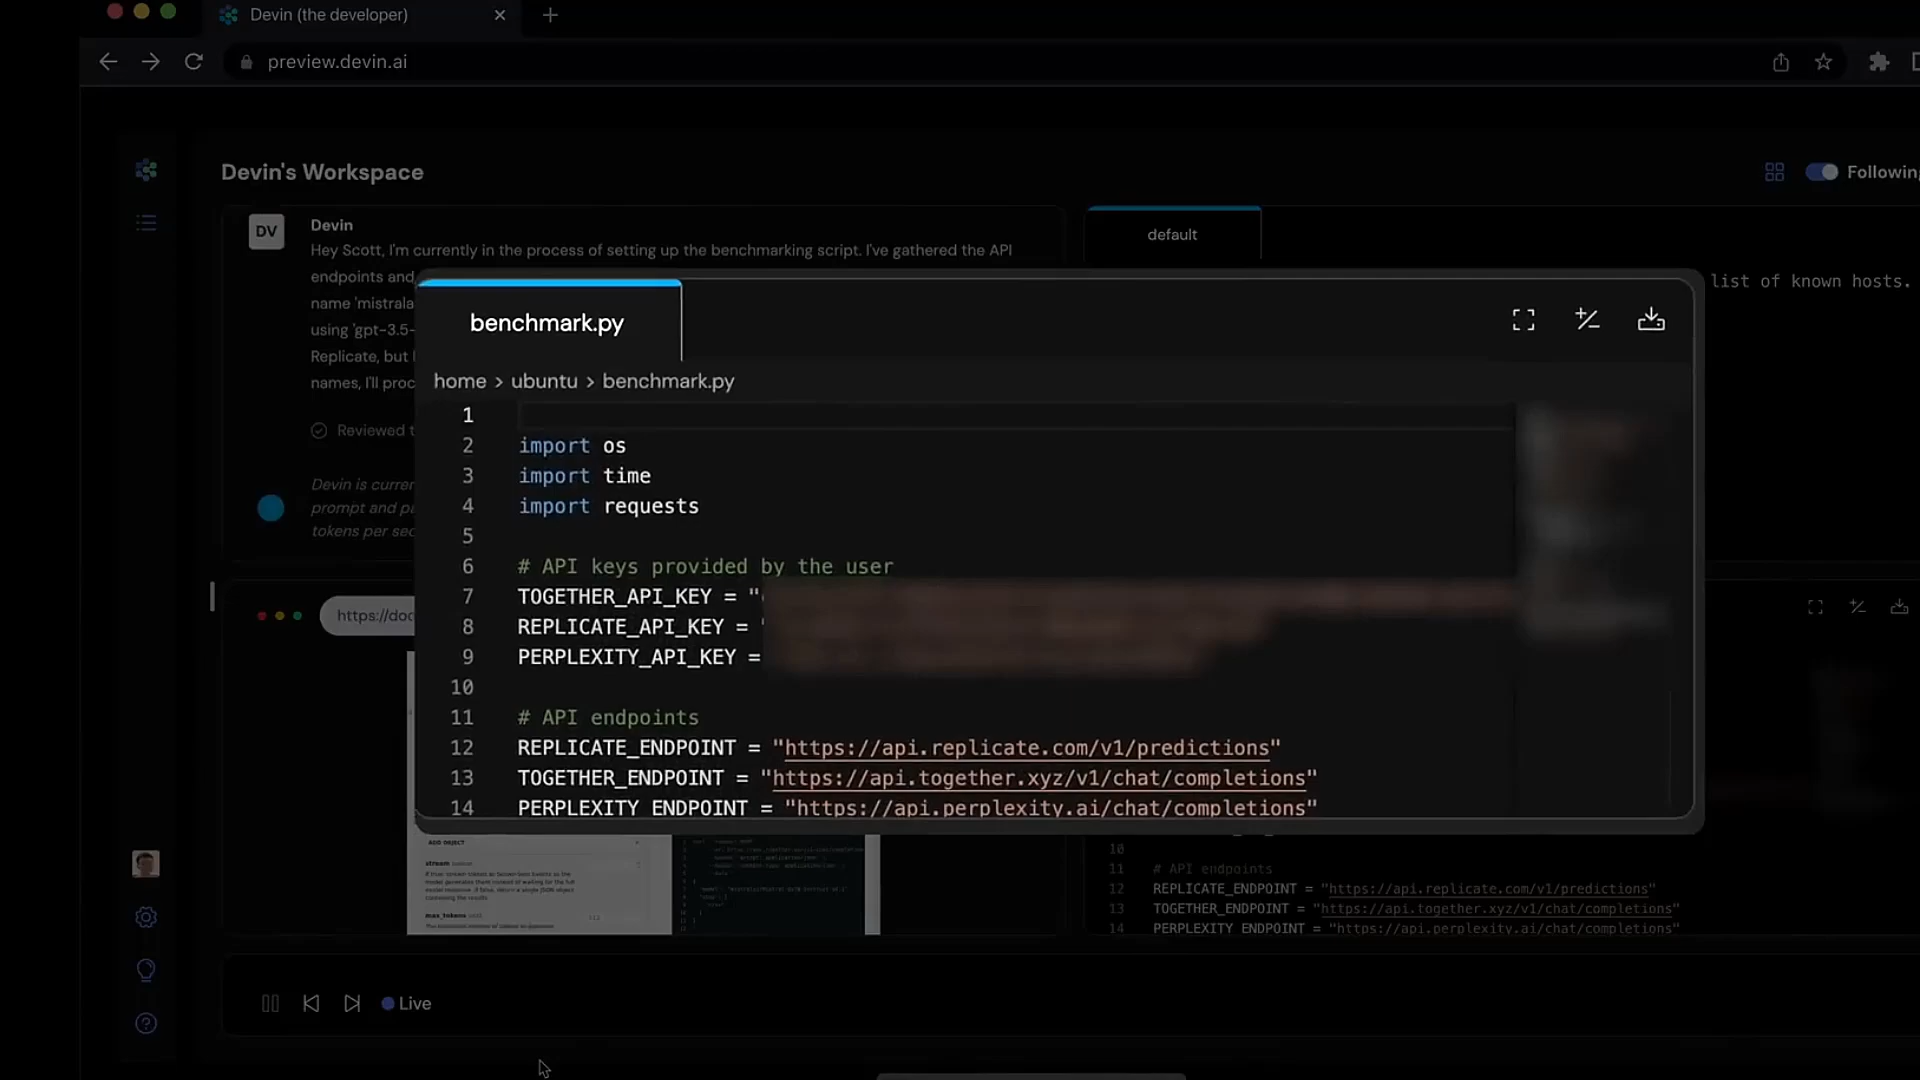 Devin (the developer)
preview.devin.ai
Devin's Workspace
Following
DV
Devin
Hey Scott, I'm currently in the process of setting up the benchmarking script. I've gathered the API
endpoints and
name 'mistrala
using 'gpt-3.5-
Replicate, but
names, I'll proc
Reviewed t
Devin is curren
prompt and pa
tokens per sec
default
list of known hosts.
benchmark.py
home > ubuntu > benchmark.py
1
2 import os
3 import time
4 import requests
5
6 # API keys provided by the user
7 TOGETHER_API_KEY = "
8 REPLICATE_API_KEY = "
9 PERPLEXITY_API_KEY =
10
11 # API endpoints
12 REPLICATE_ENDPOINT = "https://api.replicate.com/v1/predictions"
13 TOGETHER_ENDPOINT = "https://api.together.xyz/v1/chat/completions"
14 PERPLEXITY_ENDPOINT = "https://api.perplexity.ai/chat/completions"
https://doc
ADD OBJECT
stream
max_tokens
10
11 # API endpoints
12 REPLICATE_ENDPOINT = "https://api.replicate.com/v1/predictions"
13 TOGETHER_ENDPOINT = "https://api.together.xyz/v1/chat/completions"
14 PERPLEXITY_ENDPOINT = "https://api.perplexity.ai/chat/completions"
Live